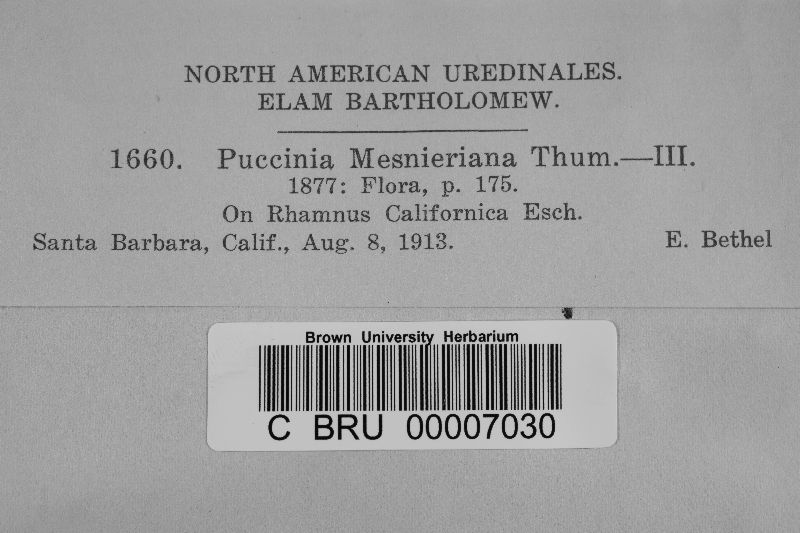 NORTH AMERICAN UREDINALES.
ELAM BARTHOLOMEW.
1660. Puccinia Mesnieriana Thum.—III.
1877: Flora, p. 175.
On Rhamnus Californica Esch.
Santa Barbara, Calif., Aug. 8, 1913. E. Bethel
Brown University Herbarium
C BRU 00007030